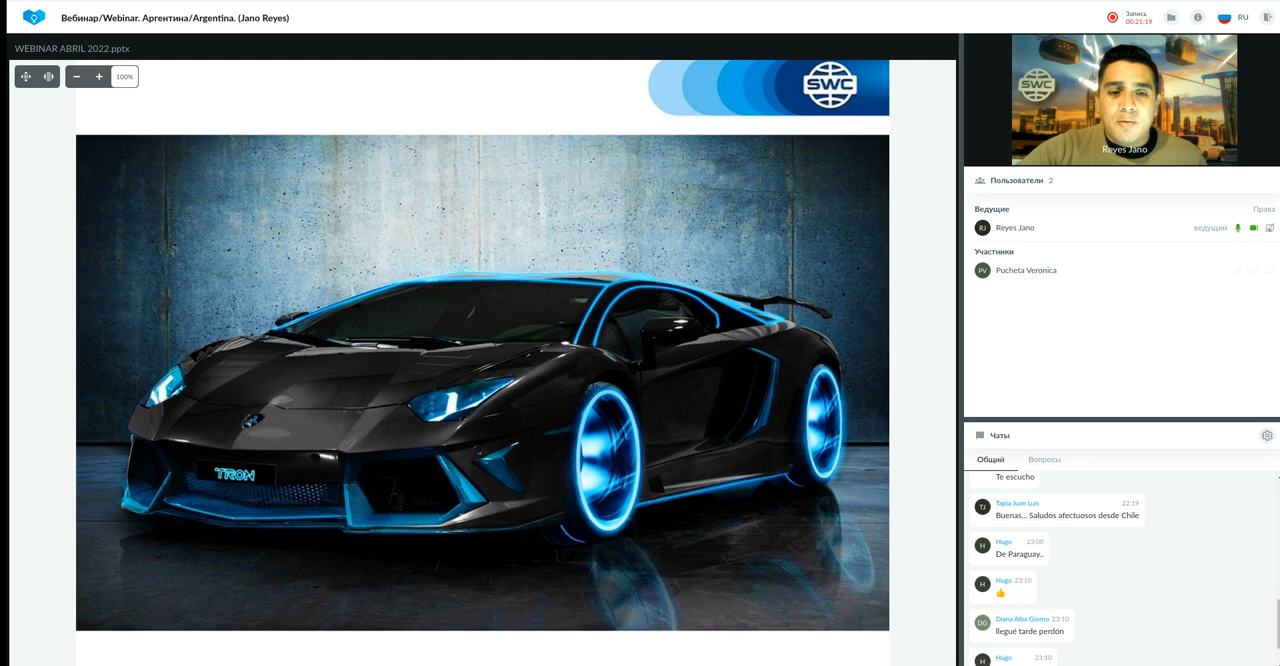 Вебинар/Webinar. Аргентина/Argentina. (Jano Reyes)
Запись
00:21:19
RU
WEBINAR ABRIL 2022.pptx
100%
SWC
TRON
SWC
Reyes Jano
Пользователи 2
Ведущие
Права
RJ
Reyes Jano
ведущий
Участники
PV
Pucheta Veronica
Чаты
Общий
Вопросы
Te escucho
TJ
Tapia Juan Luis 22:19
Buenas... Saludos afectuosos desde Chile
H
Hugo 23:00
De Paraguay..
H
Hugo 23:10
👍
DG
Diana Alba Giorno 23:10
llegué tarde perdón
H
Hugo 23:10